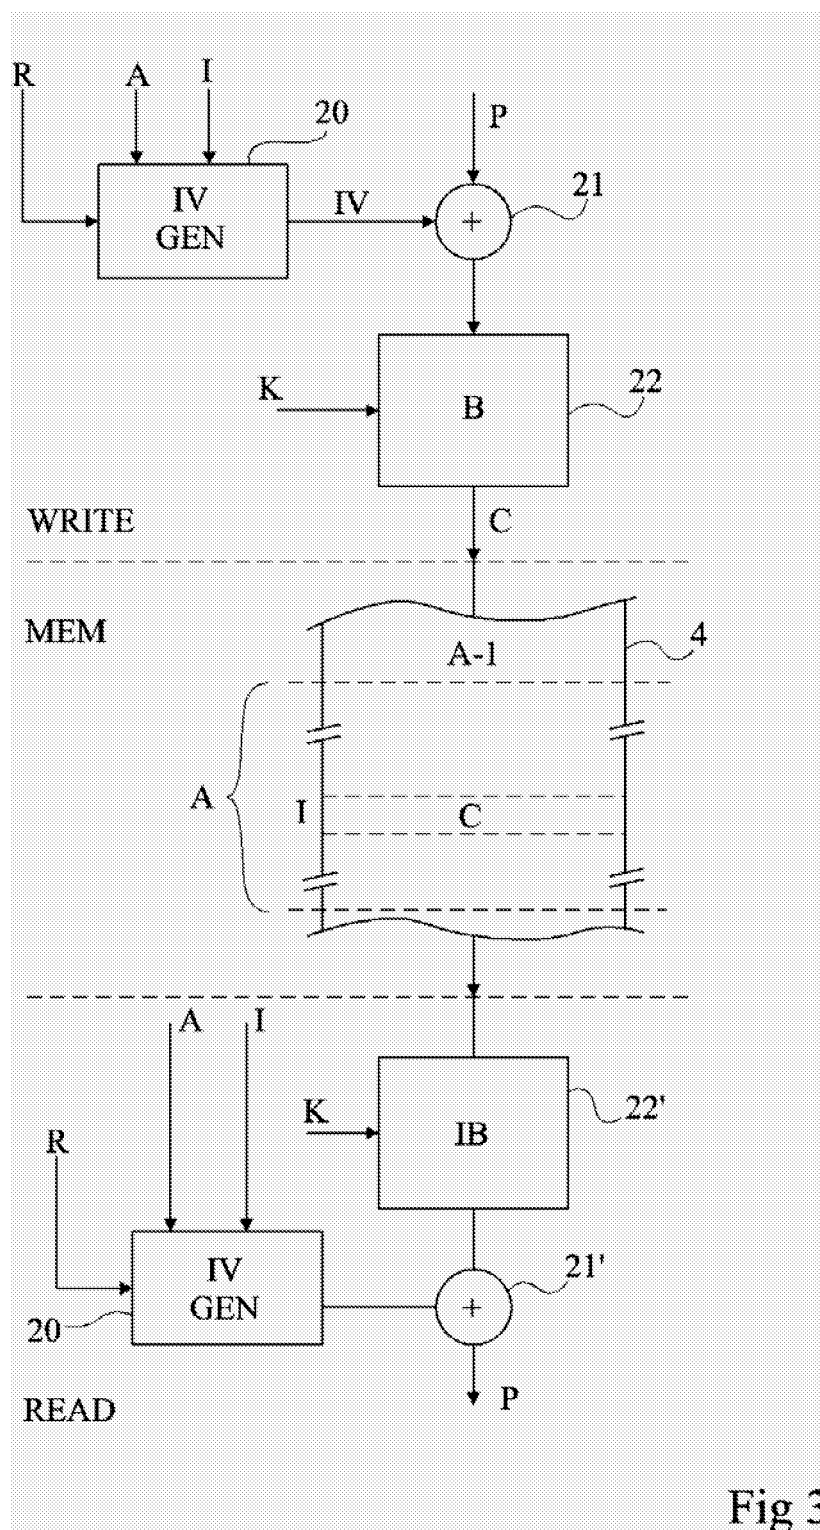 R
A
I
20
P
IV
GEN
IV
+
21
K
B
22
WRITE
C
MEM
A-1
4
A
I
C
A
I
K
IB
22'
R
IV
GEN
20
+
21'
P
READ
Fig 3